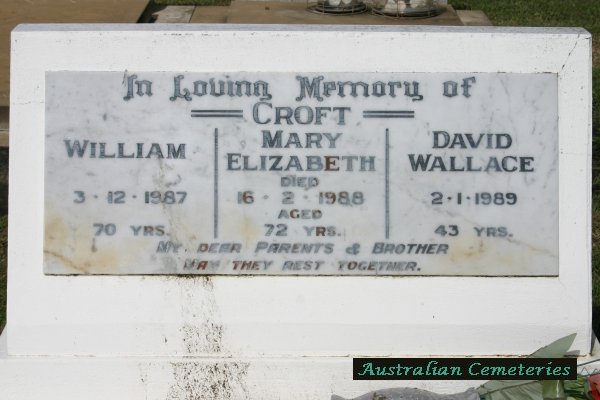 In Loving Memory of
CROFT
WILLIAM
3-12-1987
70 YRS.
MARY
ELIZABETH
DIED
16-2-1988
AGED
72 YRS.
DAVID
WALLACE
2-1-1989
43 YRS.
MY DEAR PARENTS & BROTHER
MAY THEY REST TOGETHER.
Australian Cemeteries